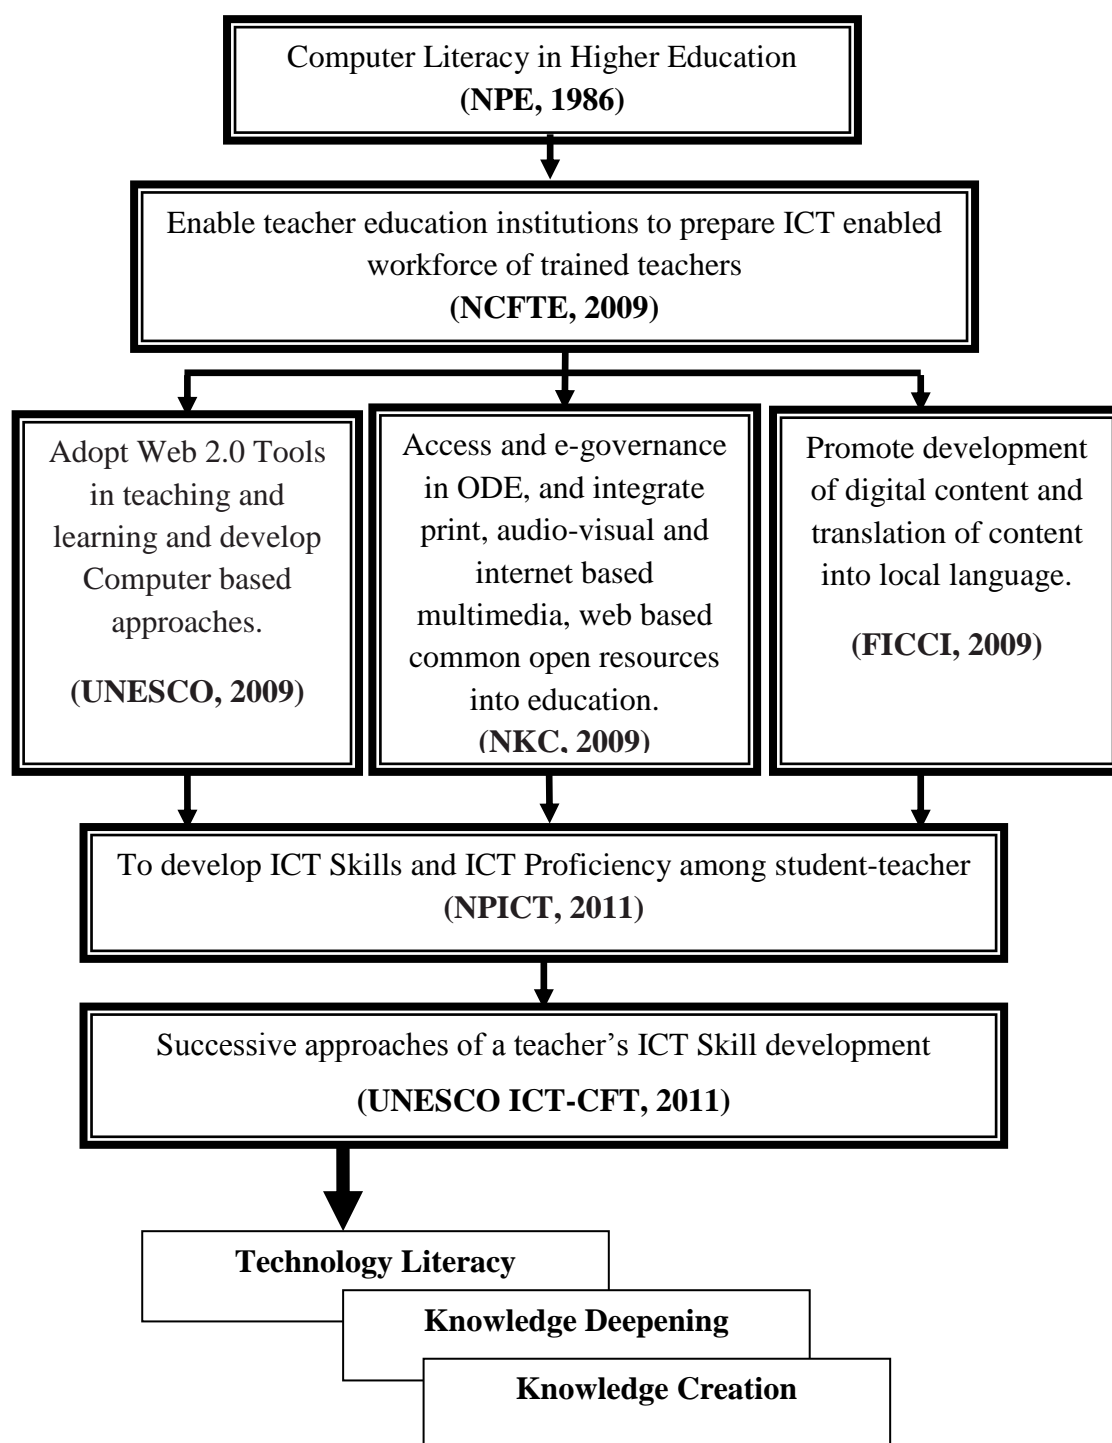 Computer Literacy in Higher Education
(NPE, 1986)
Enable teacher education institutions to prepare ICT enabled
workforce of trained teachers
(NCFTE, 2009)
Adopt Web 2.0 Tools
in teaching and
learning and develop
Computer based
approaches.
(UNESCO, 2009)
Access and e-governance
in ODE, and integrate
print, audio-visual and
internet based
multimedia, web based
common open resources
into education.
(NKC, 2009)
Promote development
of digital content and
translation of content
into local language.
(FICCI, 2009)
To develop ICT Skills and ICT Proficiency among student-teacher
(NPICT, 2011)
Successive approaches of a teacher’s ICT Skill development
(UNESCO ICT-CFT, 2011)
Technology Literacy
Knowledge Deepening
Knowledge Creation